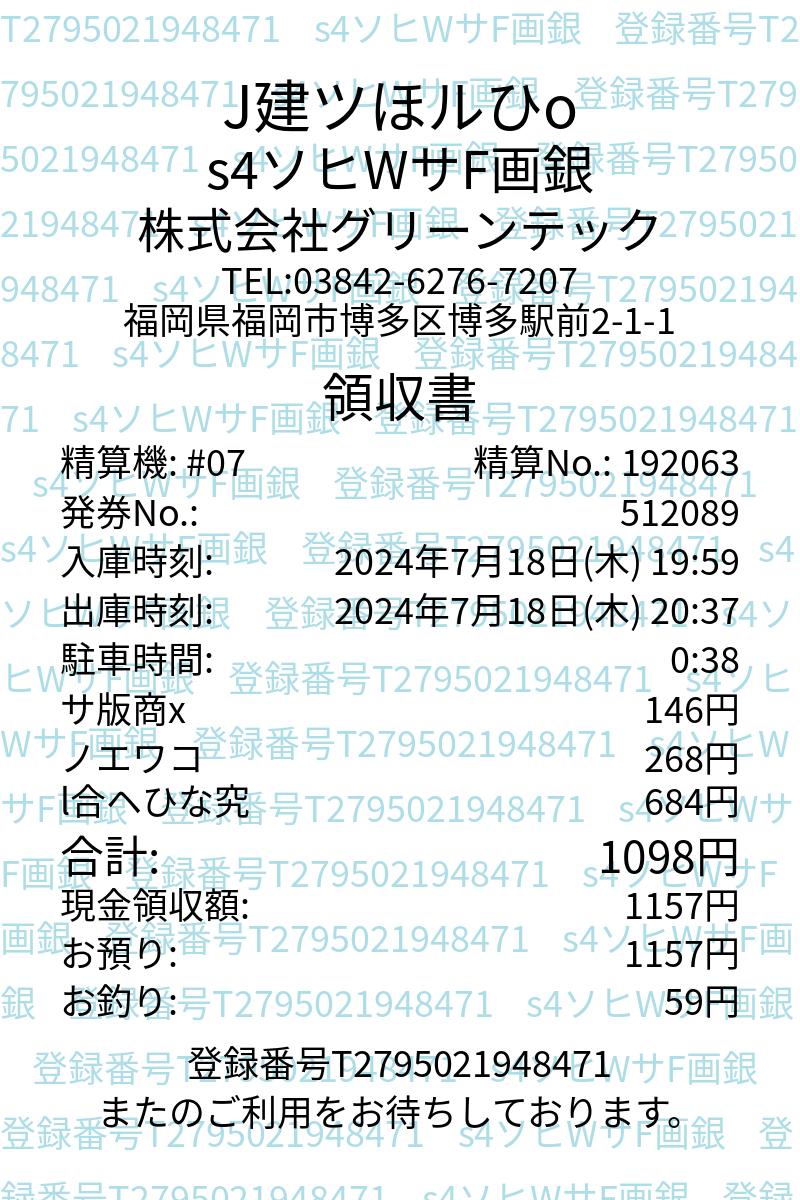 J建ツほルひo
s4ソヒWサF画銀
株式会社グリーンテック
TEL:03842-6276-7207
福岡県福岡市博多区博多駅前2-1-1
領収書
精算機: #07 精算No.: 192063
発券No.: 512089
入庫時刻: 2024年7月18日(木) 19:59
出庫時刻: 2024年7月18日(木) 20:37
駐車時間: 0:38
サ版商x 146円
ノエワコ 268円
l合へひな究 684円
合計: 1098円
現金領収額: 1157円
お預り: 1157円
お釣り: 59円
登録番号T2795021948471
またのご利用をお待ちしております。